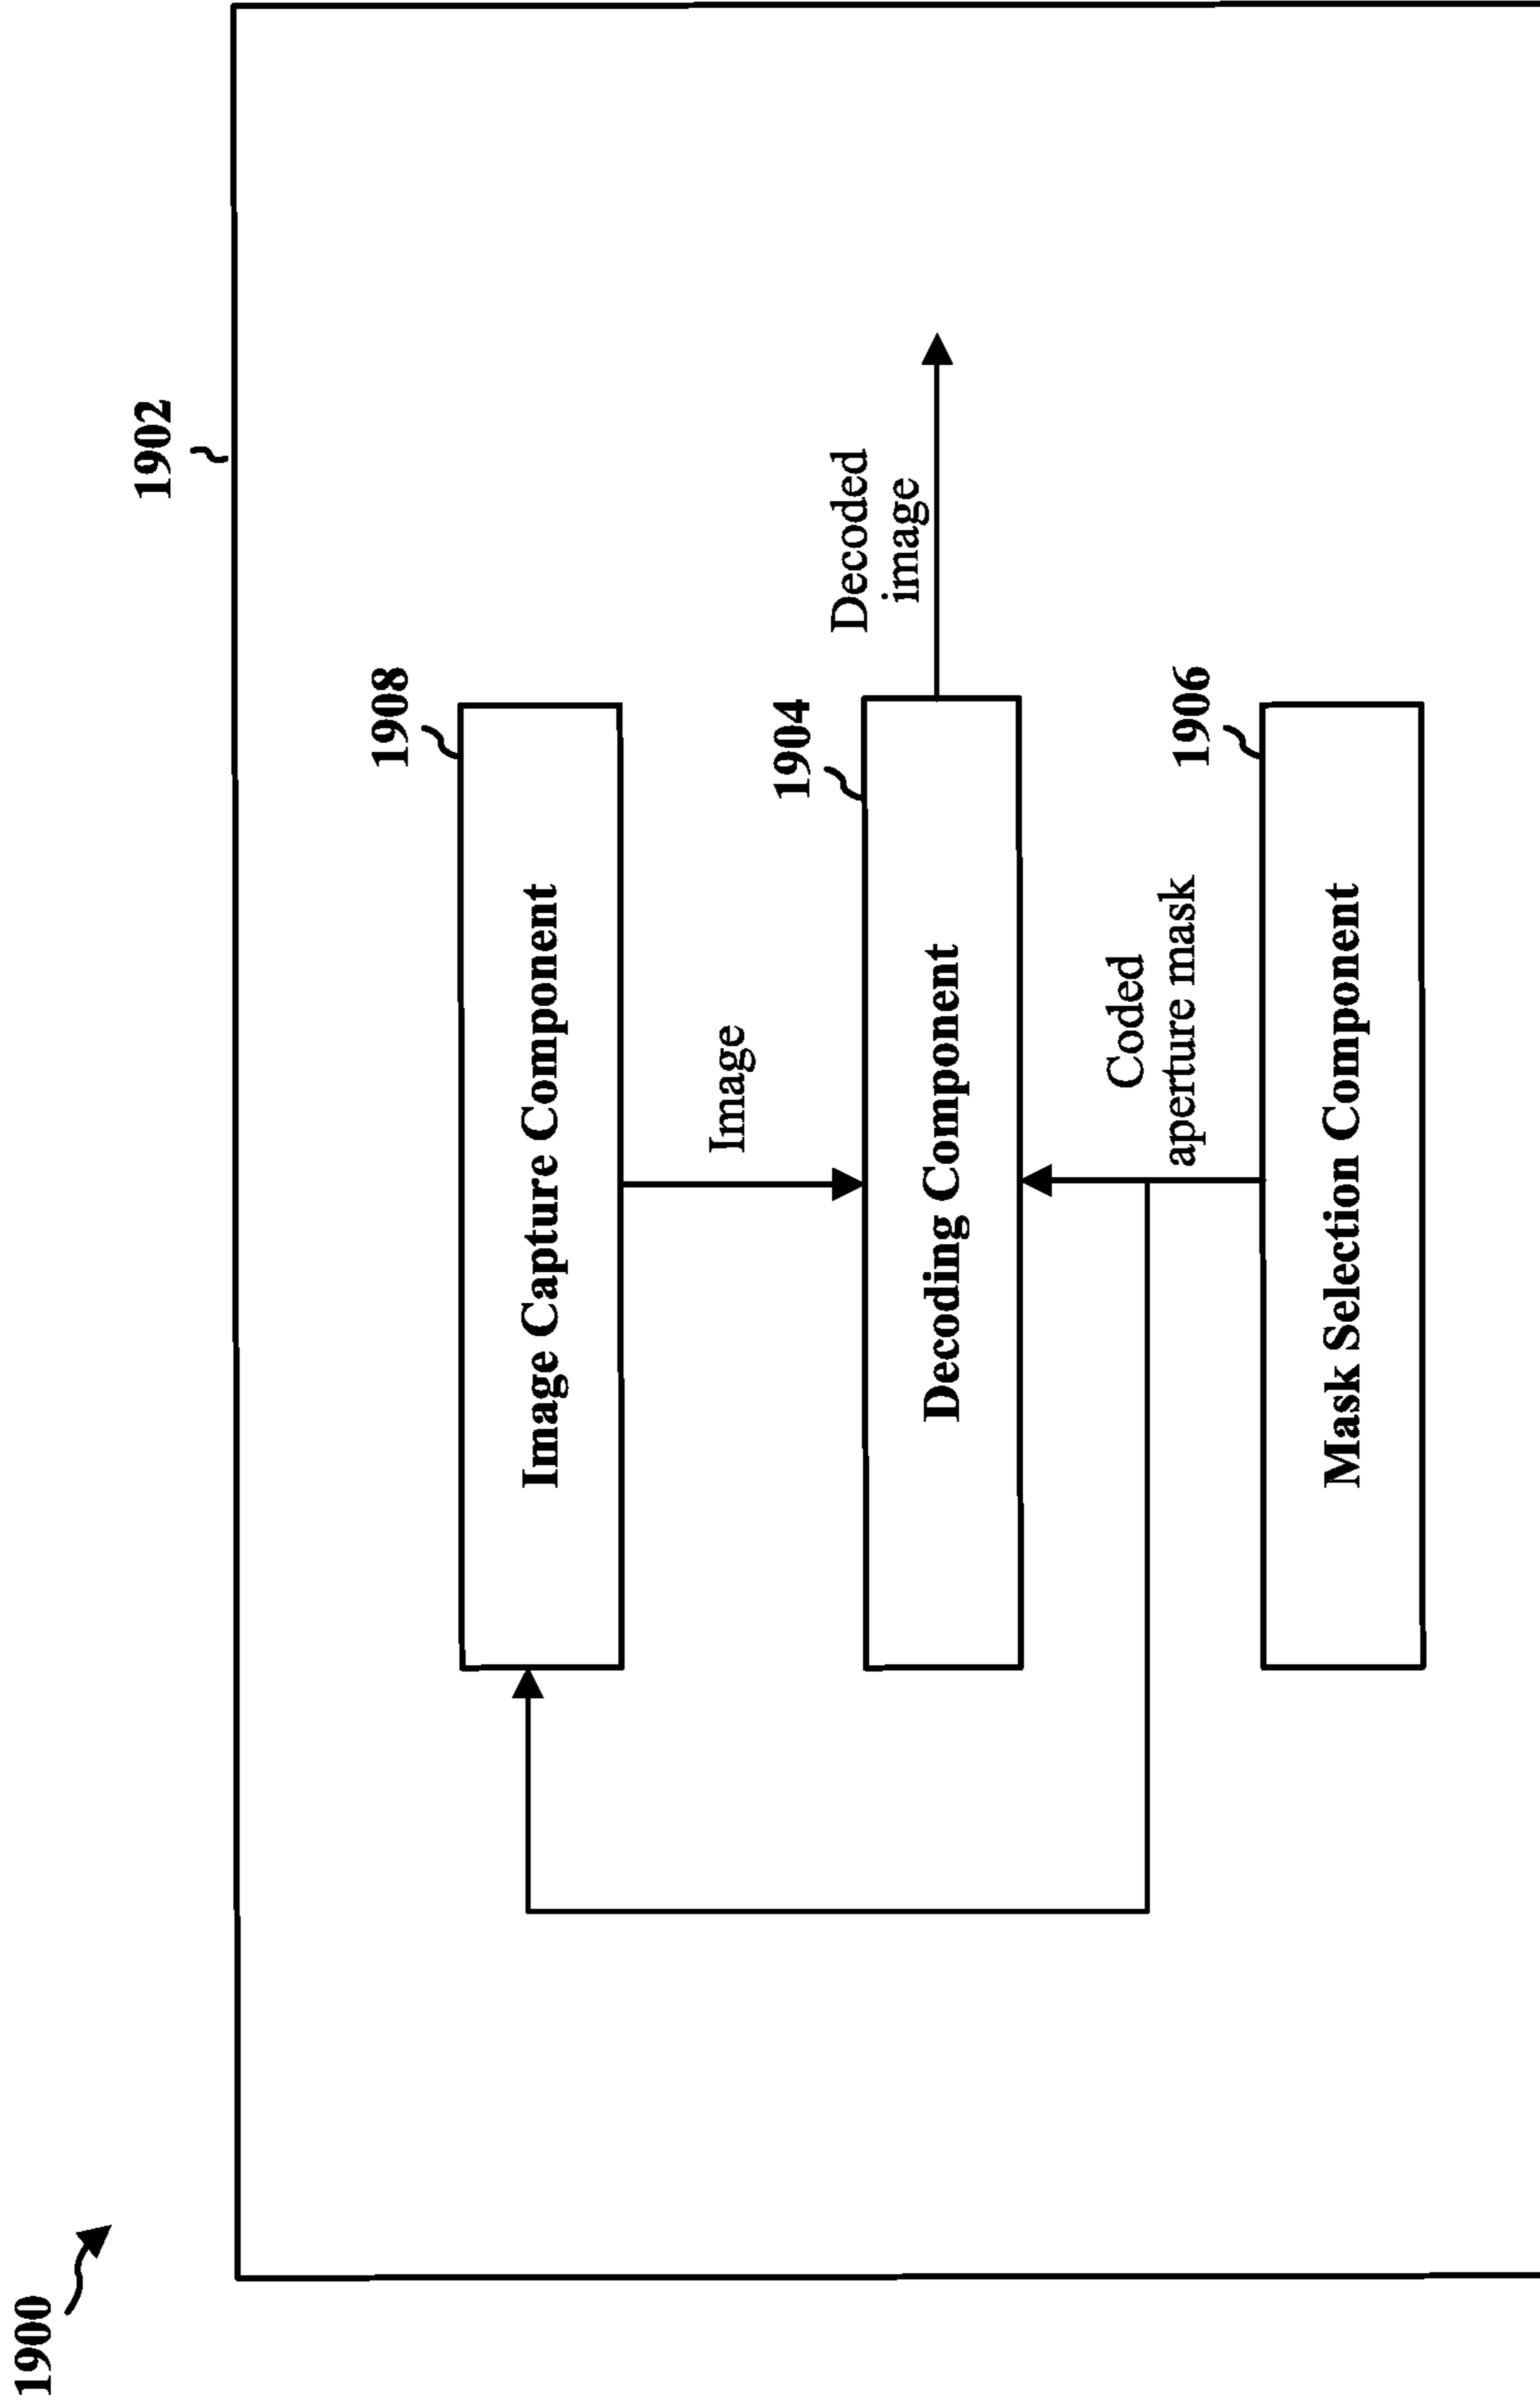 1900
1902
1908
Image Capture Component
Image
1904
Decoding Component
Decoded
image
Coded
aperture mask
1906
Mask Selection Component